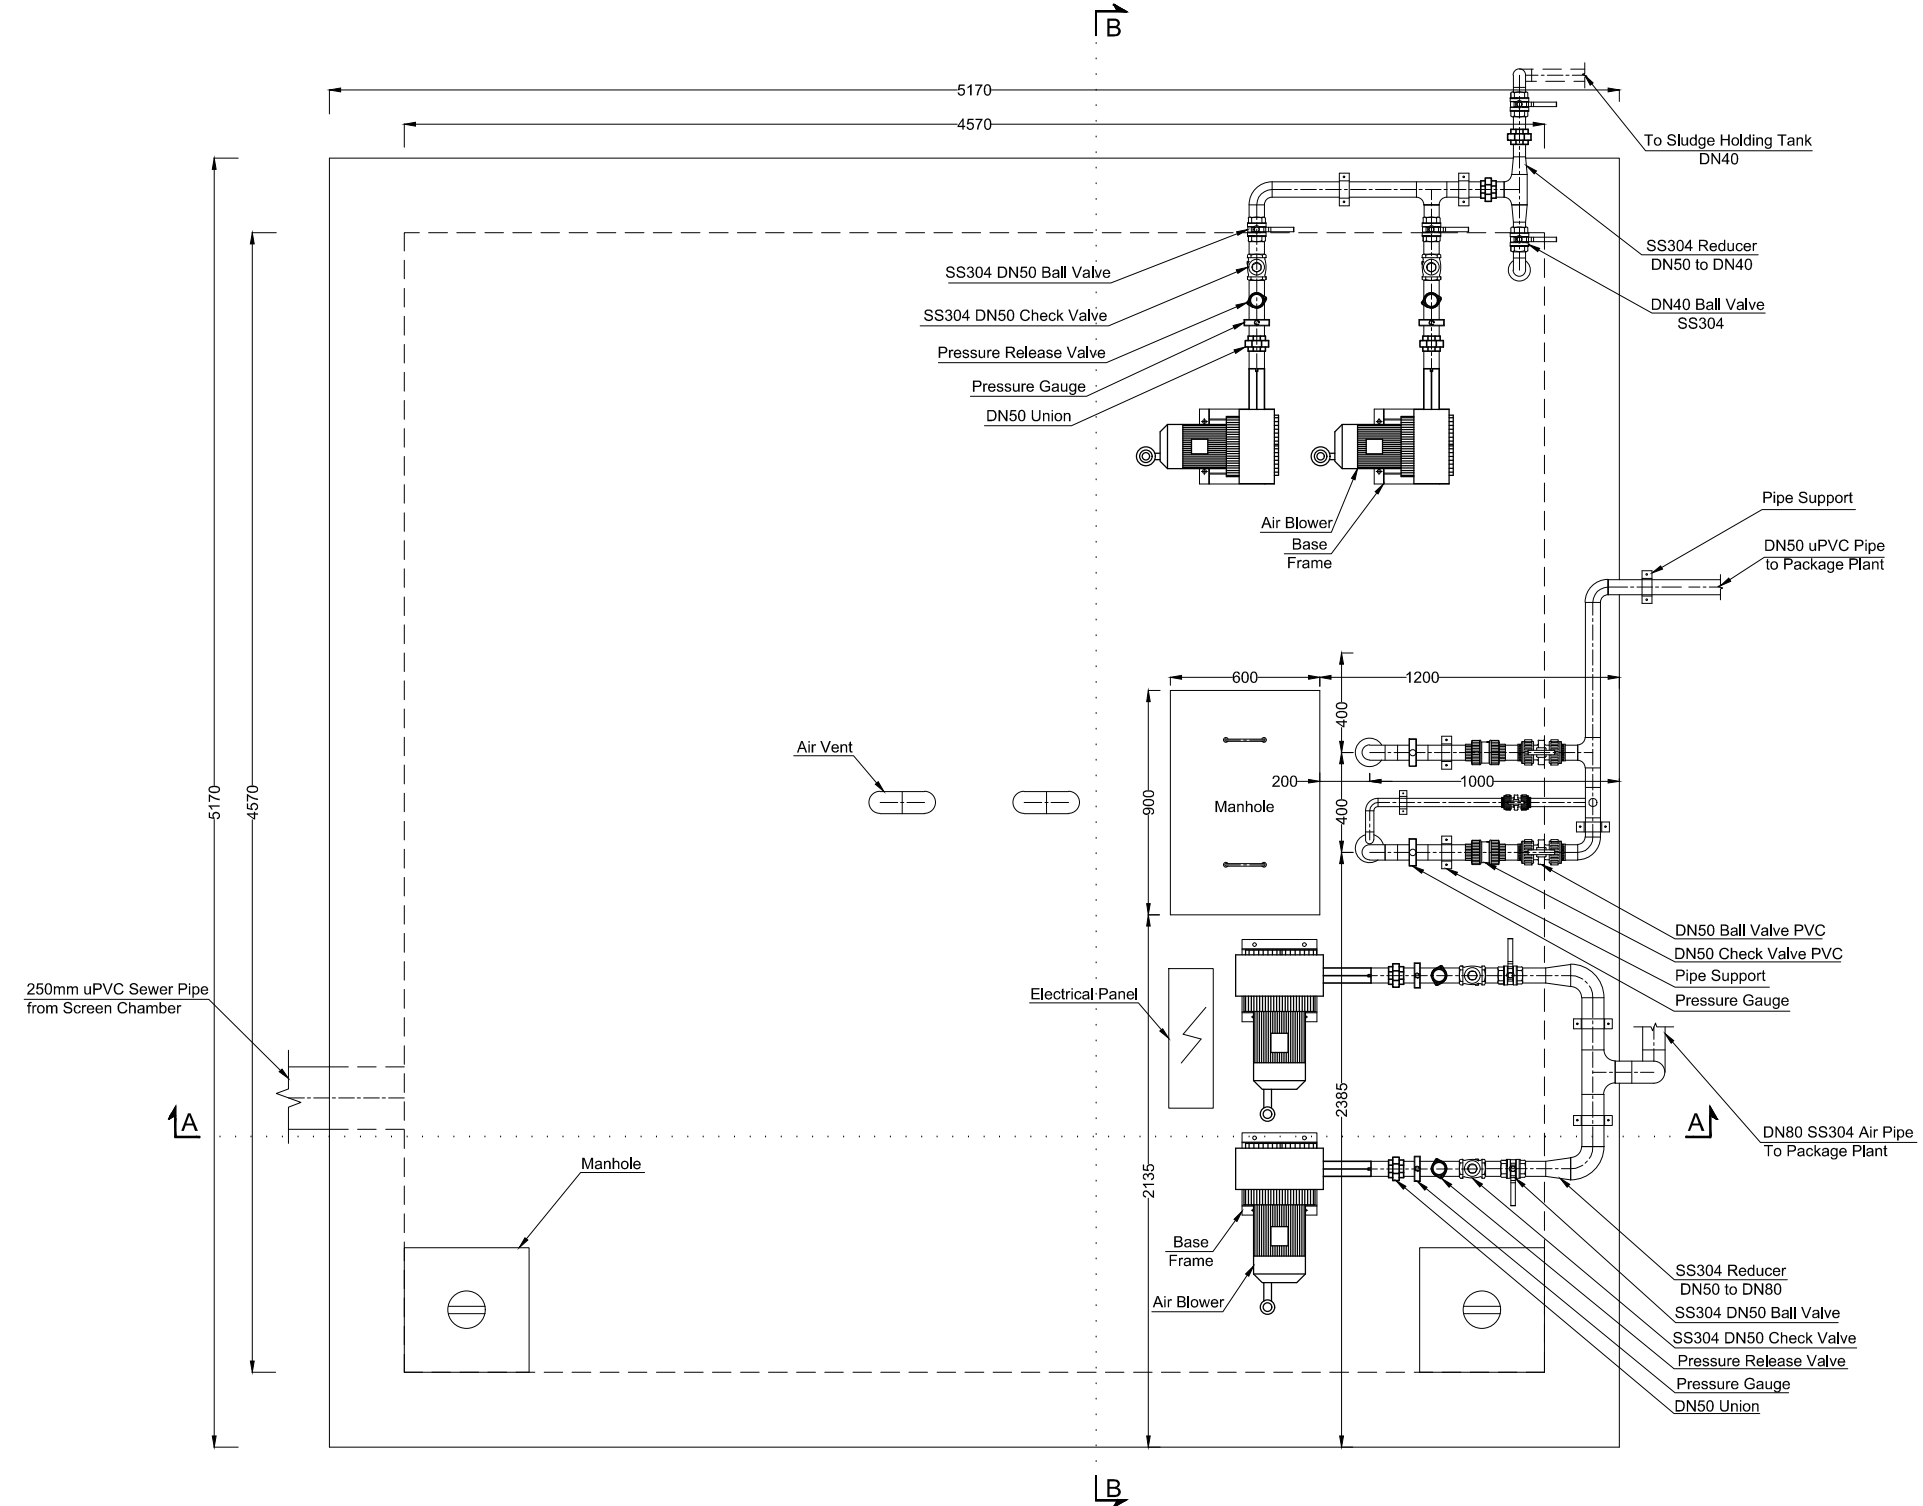 B
5170
4570
To Sludge Holding Tank
DN40
SS304 Reducer
DN50 to DN40
SS304 DN50 Ball Valve
DN40 Ball Valve
SS304
SS304 DN50 Check Valve
Pressure Release Valve
Pressure Gauge
DN50 Union
Pipe Support
Air Blower
Base
Frame
DN50 uPVC Pipe
to Package Plant
600
1200
400
Air Vent
200
1000
5170
4570
900
Manhole
400
DN50 Ball Valve PVC
DN50 Check Valve PVC
Pipe Support
Pressure Gauge
250mm uPVC Sewer Pipe
from Screen Chamber
Electrical Panel
2385
A
A
DN80 SS304 Air Pipe
To Package Plant
Manhole
2135
Base
Frame
Air Blower
SS304 Reducer
DN50 to DN80
SS304 DN50 Ball Valve
SS304 DN50 Check Valve
Pressure Release Valve
Pressure Gauge
DN50 Union
B